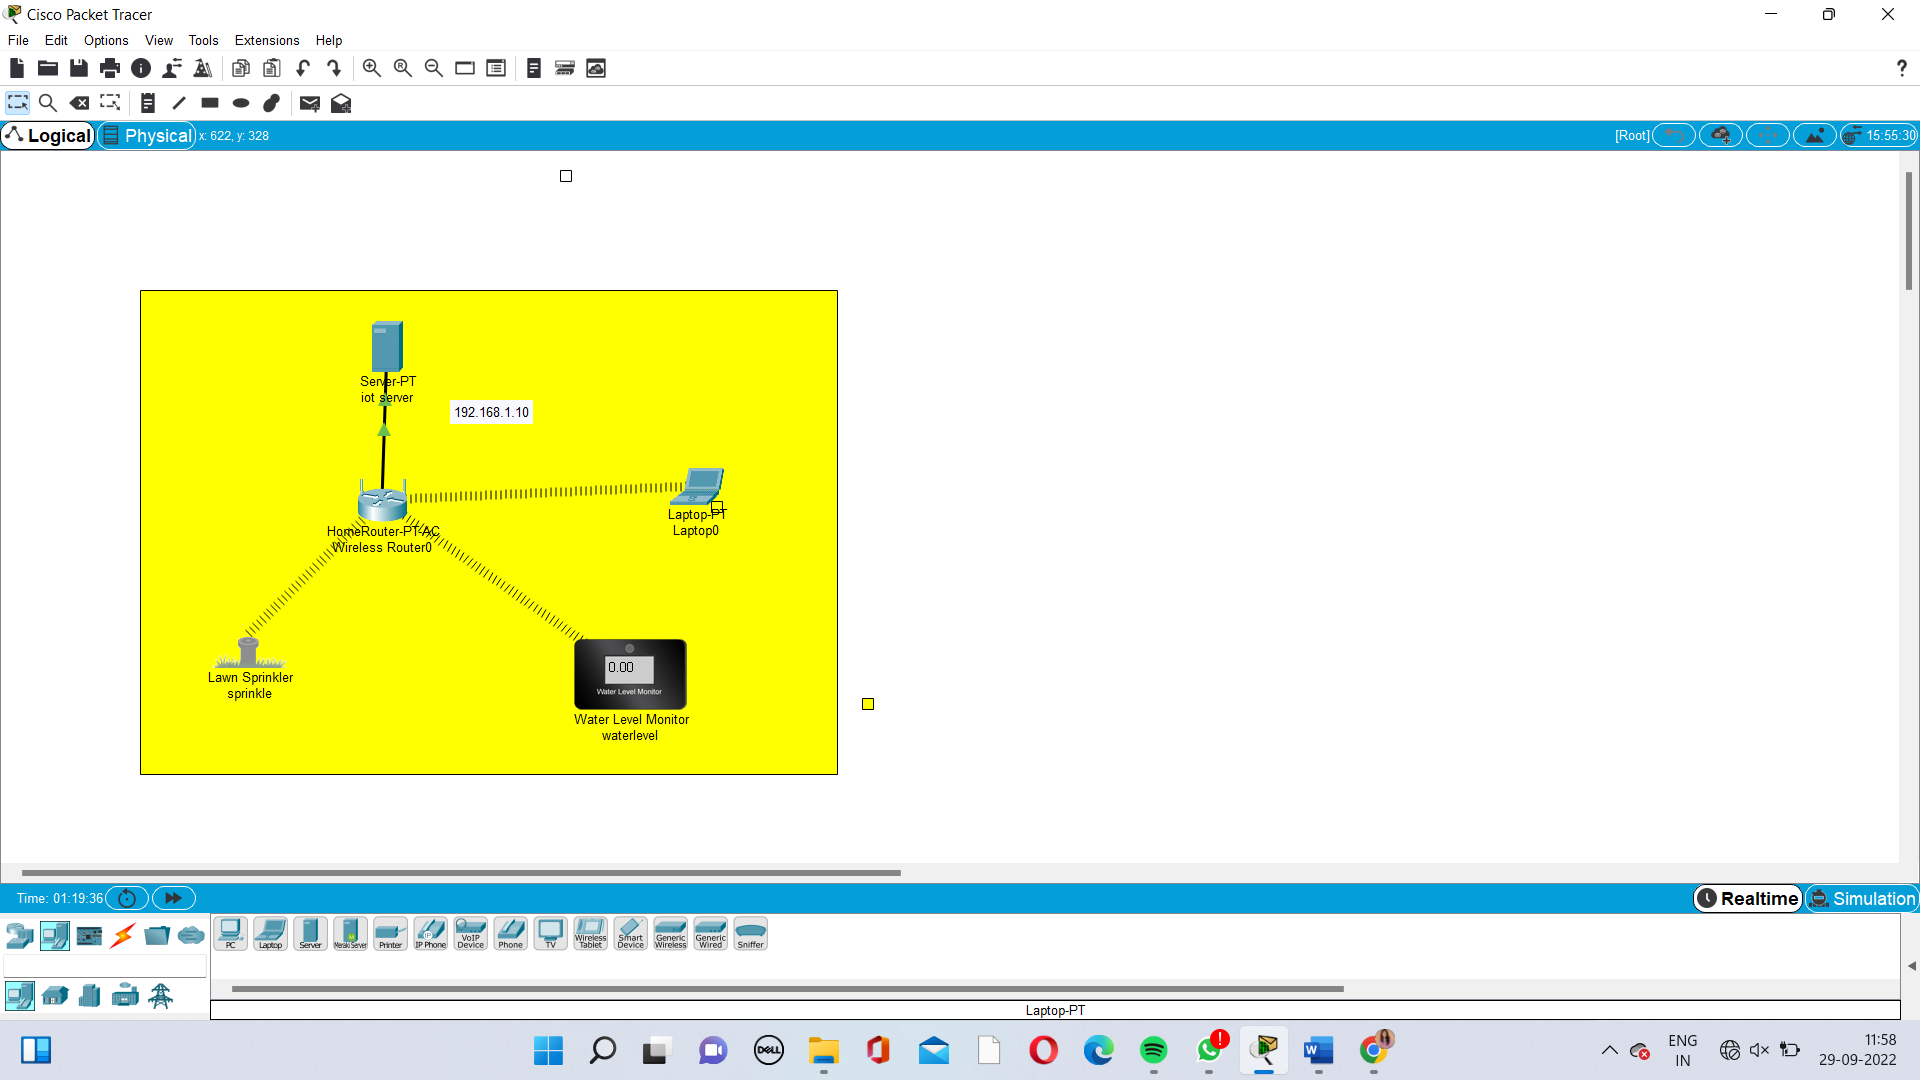 Cisco Packet Tracer
File Edit Options View Tools Extensions Help
Logical Physical x: 622, y: 328 [Root] 15:55:30
Server-PT
iot server
192.168.1.10
Laptop-PT
Laptop0
HomeRouter-PT-AC
Wireless Router0
0.00
Water Level Monitor
Lawn Sprinkler
sprinkle
Water Level Monitor
waterlevel
Time: 01:19:36 Realtime Simulation
PC Laptop Server Meraki Server Printer IP Phone VoIP Device Phone TV Wireless Tablet Smart Device Generic Wireless Generic Wired Sniffer
Laptop-PT
DELL
ENG
IN
11:58
29-09-2022